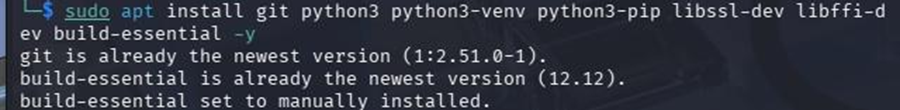 └─$ sudo apt install git python3 python3-venv python3-pip libssl-dev libffi-d
ev build-essential -y
git is already the newest version (1:2.51.0-1).
build-essential is already the newest version (12.12).
build-essential set to manually installed.